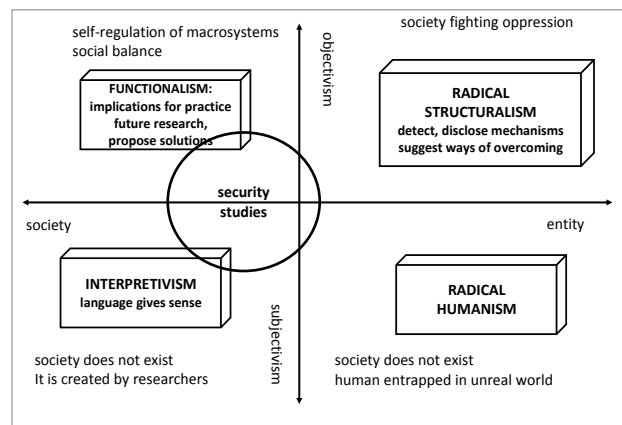 self-regulation of macrosystems
social balance
society fighting oppression
objectivism
FUNCTIONALISM:
implications for practice
future research,
propose solutions
RADICAL
STRUCTURALISM
detect, disclose mechanisms
suggest ways of overcoming
security
studies
society
entity
INTERPRETIVISM
language gives sense
RADICAL
HUMANISM
subjectivism
society does not exist
It is created by researchers
society does not exist
human entrapped in unreal world